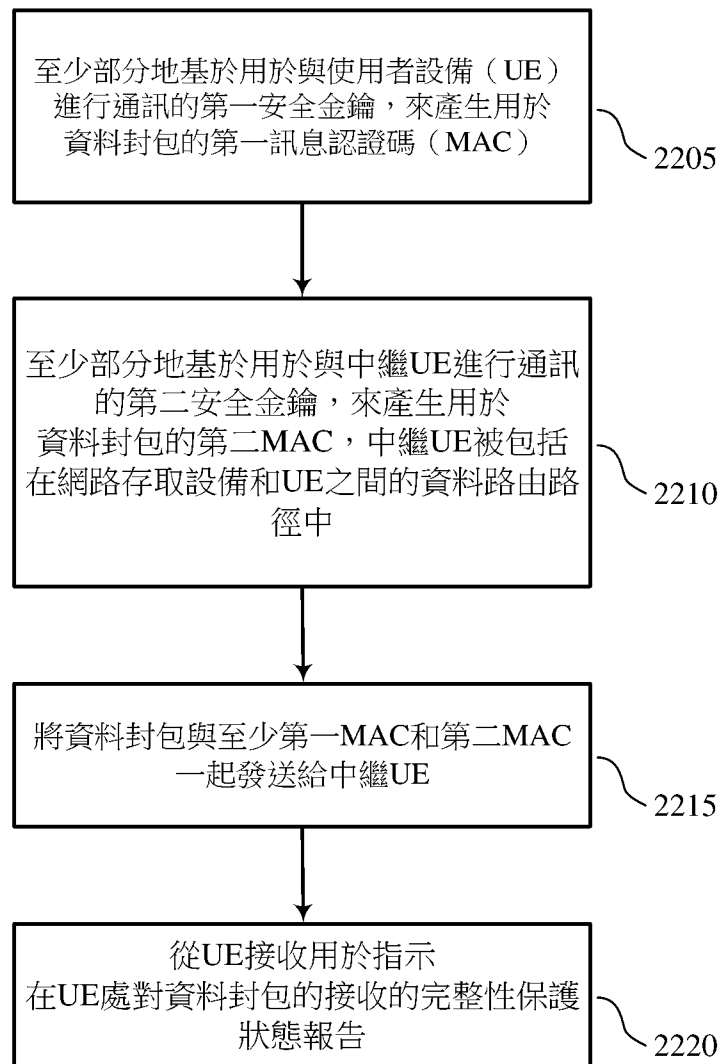 至少部分地基於用於與使用者設備（UE）
進行通訊的第一安全金鑰，來產生用於
資料封包的第一訊息認證碼（MAC）
2205
至少部分地基於用於與中繼UE進行通訊
的第二安全金鑰，來產生用於
資料封包的第二MAC，中繼UE被包括
在網路存取設備和UE之間的資料路由路
徑中
2210
將資料封包與至少第一MAC和第二MAC
一起發送給中繼UE
2215
從UE接收用於指示
在UE處對資料封包的接收的完整性保護
狀態報告
2220